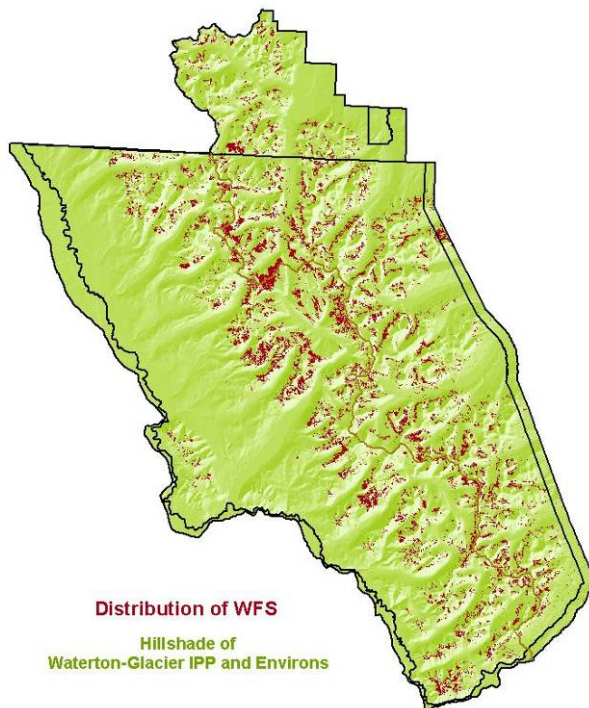 Distribution of WFS
Hillshade of
Waterton-Glacier IPP and Environs